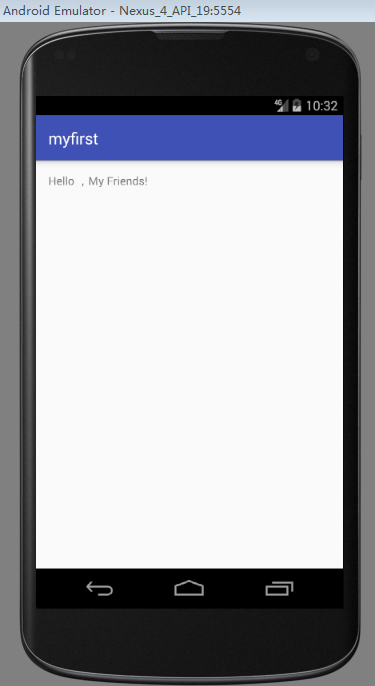 Android Emulator - Nexus_4_API_19:5554
4G 10:32
myfirst
Hello ，My Friends!